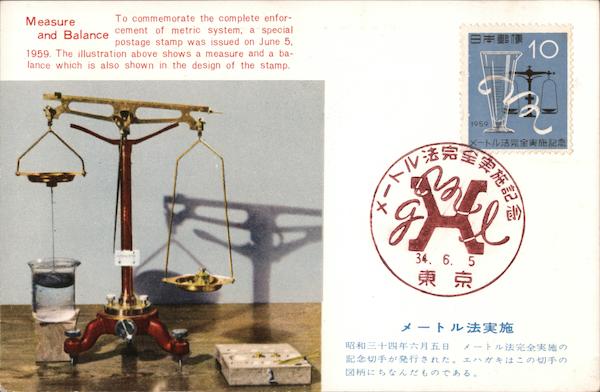 Measure
and Balance
To commemorate the complete enfor-
cement of metric system, a special
postage stamp was issued on June 5,
1959. The illustration above shows a measure and a ba-
lance which is also shown in the design of the stamp.
日本郵便
10
1959
メートル法完全実施記念
メートル法完全実施記念
g m l
34. 6. 5
東京
2
メートル法実施
昭和三十四年六月五日 メートル法完全実施の
記念切手が発行された。エハガキはこの切手の
図柄にちなんだものである。